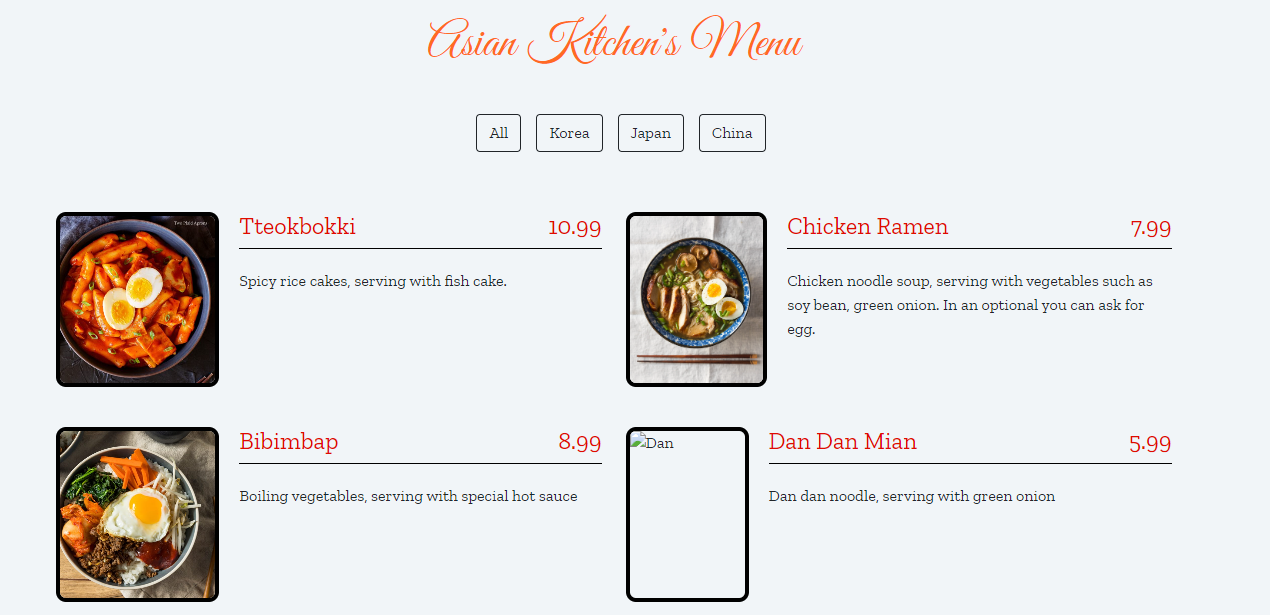 Asian Kitchen's Menu
All
Korea
Japan
China
Tteokbokki 10.99
Spicy rice cakes, serving with fish cake.
Chicken Ramen 7.99
Chicken noodle soup, serving with vegetables such as
soy bean, green onion. In an optional you can ask for
egg.
Bibimbap 8.99
Boiling vegetables, serving with special hot sauce
Dan
Dan Dan Mian 5.99
Dan dan noodle, serving with green onion